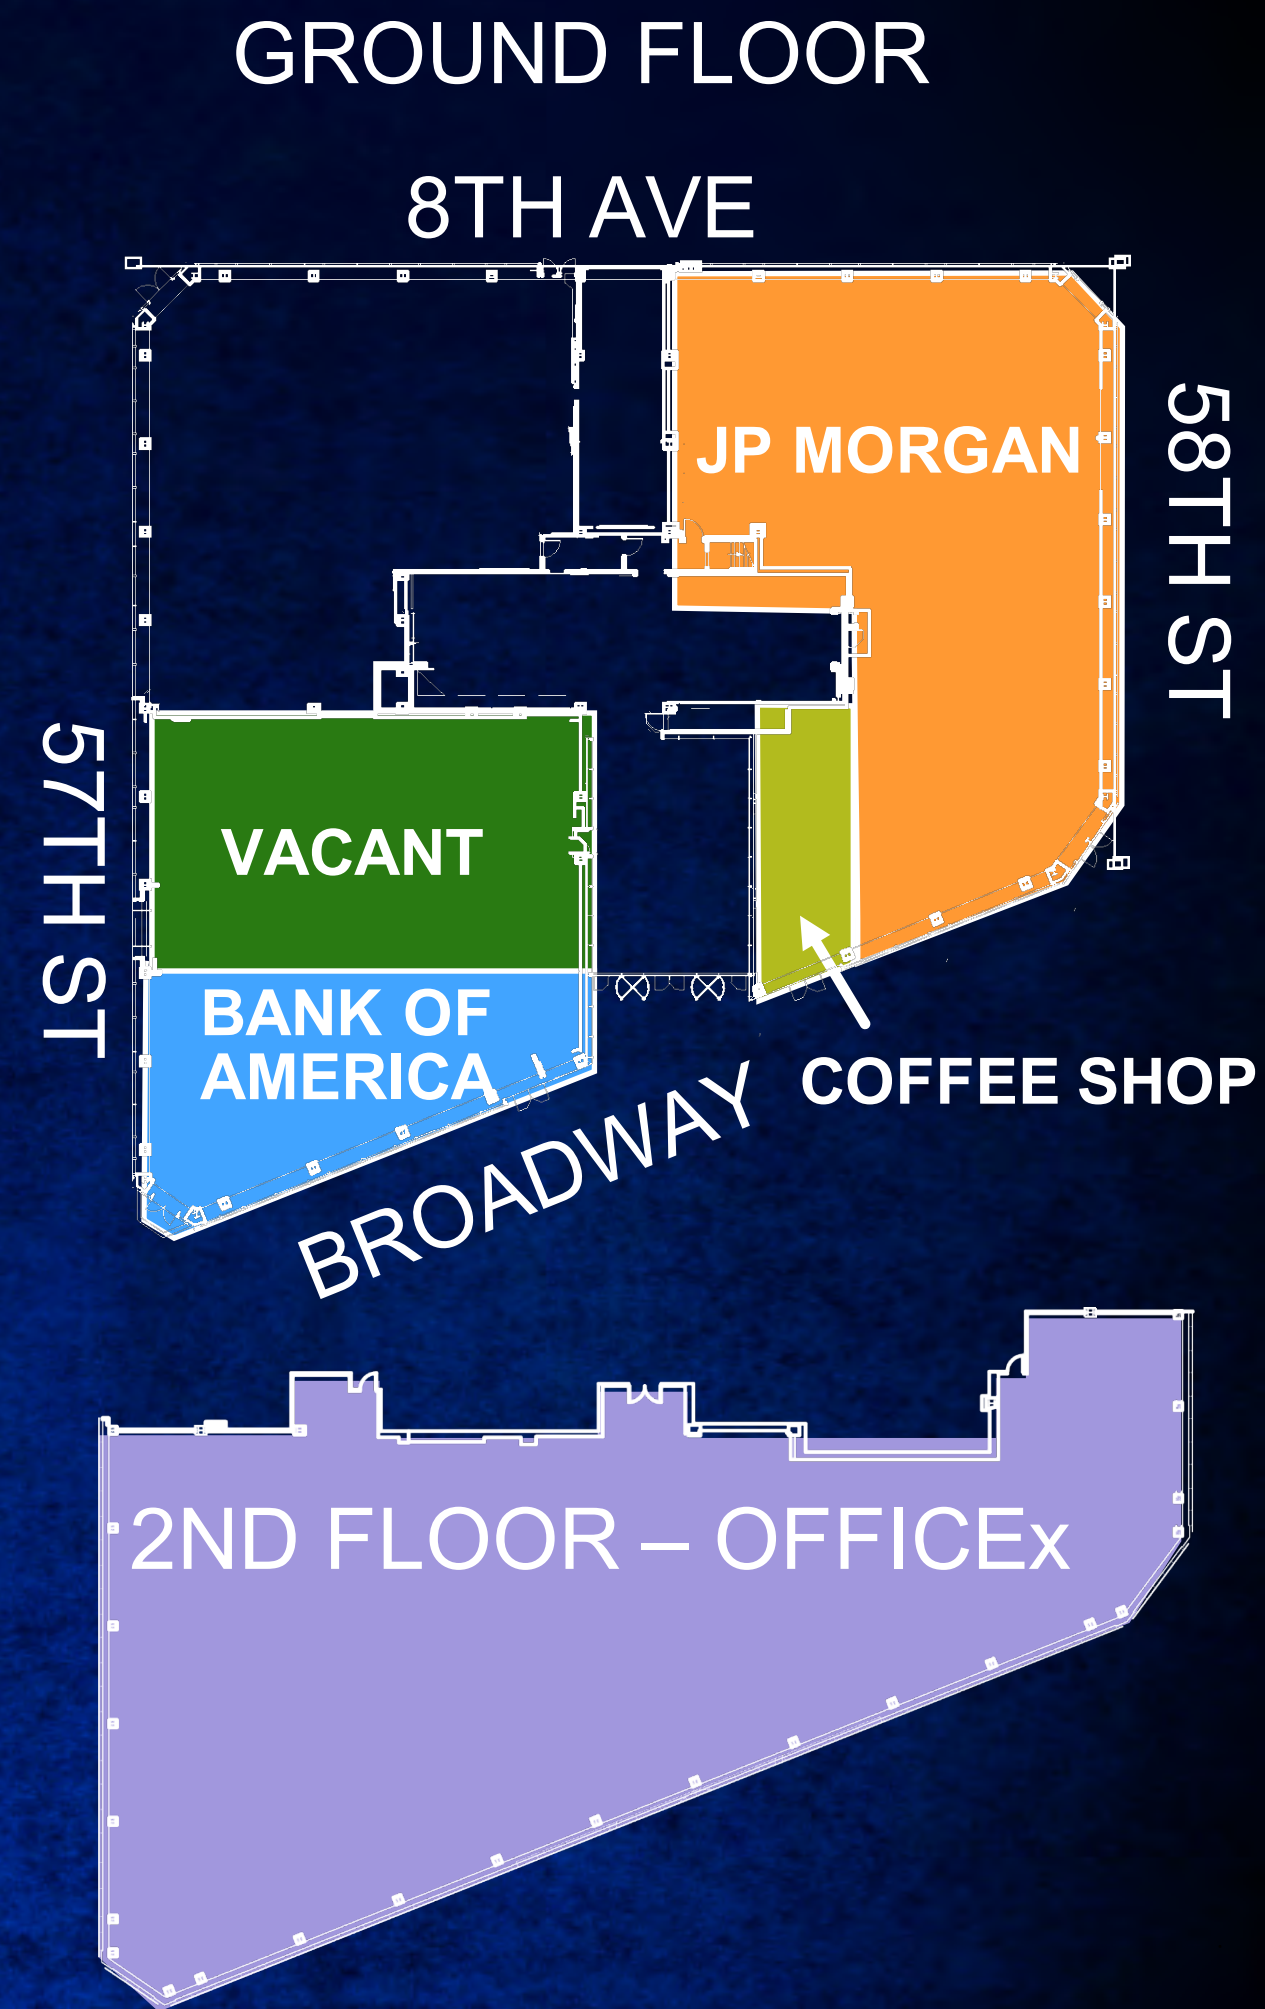 GROUND FLOOR
8TH AVE
JP MORGAN
58TH ST
57TH ST
VACANT
BANK OF
AMERICA
COFFEE SHOP
BROADWAY
2ND FLOOR – OFFICEx